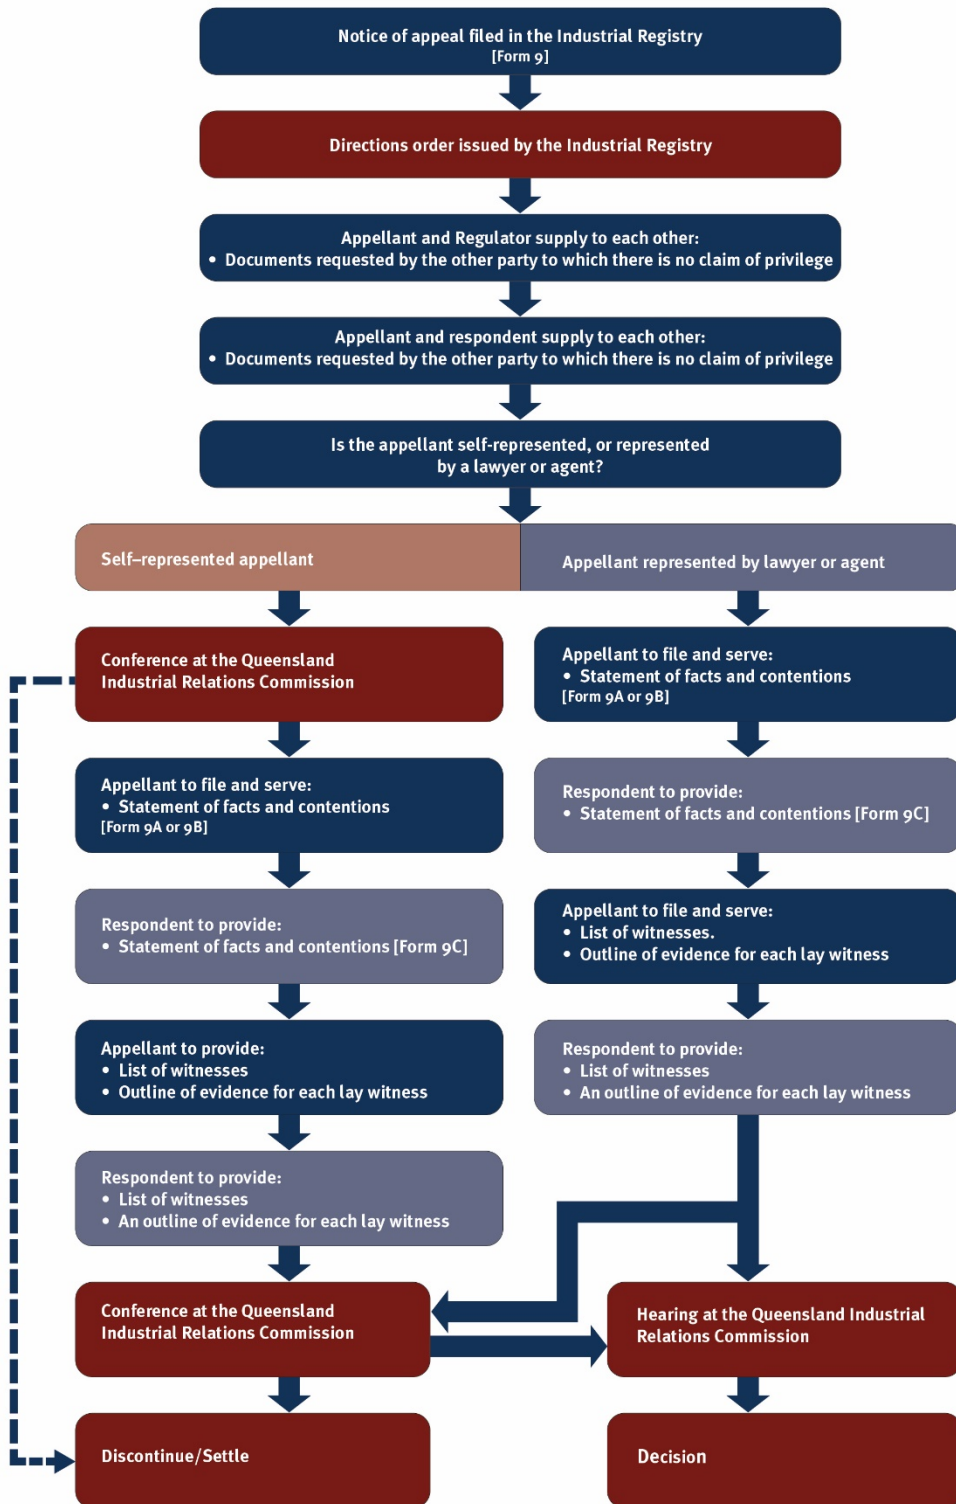 Notice of appeal filed in the Industrial Registry
[Form 9]
Directions order issued by the Industrial Registry
Appellant and Regulator supply to each other:
• Documents requested by the other party to which there is no claim of privilege
Appellant and respondent supply to each other:
• Documents requested by the other party to which there is no claim of privilege
Is the appellant self-represented, or represented
by a lawyer or agent?
Self–represented appellant
Appellant represented by lawyer or agent
Conference at the Queensland
Industrial Relations Commission
Appellant to file and serve:
• Statement of facts and contentions
[Form 9A or 9B]
Respondent to provide:
• Statement of facts and contentions [Form 9C]
Appellant to provide:
• List of witnesses
• Outline of evidence for each lay witness
Respondent to provide:
• List of witnesses
• An outline of evidence for each lay witness
Conference at the Queensland
Industrial Relations Commission
Discontinue/Settle
Appellant to file and serve:
• Statement of facts and contentions
[Form 9A or 9B]
Respondent to provide:
• Statement of facts and contentions [Form 9C]
Appellant to file and serve:
• List of witnesses.
• Outline of evidence for each lay witness
Respondent to provide:
• List of witnesses
• An outline of evidence for each lay witness
Hearing at the Queensland Industrial
Relations Commission
Decision